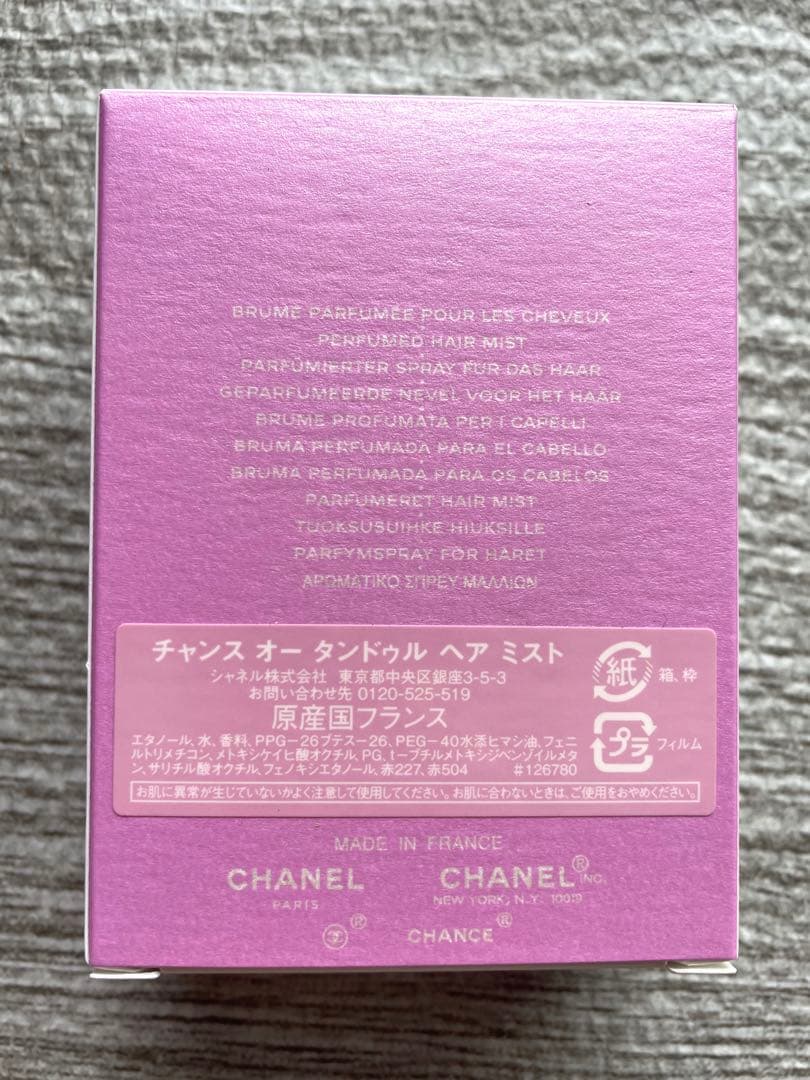 BRUME PARFUMÉE POUR LES CHEVEUX
PERFUMED HAIR MIST
PARFÜMIERTER SPRAY FÜR DAS HAAR
GEPARFUMEERDE NEVEL VOOR HET HAAR
BRUME PROFUMATA PER I CAPELLI
BRUMA PERFUMADA PARA EL CABELLO
BRUMA PERFUMADA PARA OS CABELOS
PARFUMERET HAIR MIST
TUOKSUSUIHKE HIUKSILLE
PARFYMSPRAY FÖR HÅRET
ΑΡΩΜΑΤΙΚΟ ΣΠΡΕΥ ΜΑΛΛΙΩΝ
チャンス オー タンドゥル ヘア ミスト
シャネル株式会社 東京都中央区銀座3-5-3
お問い合わせ先 0120-525-519
原産国フランス
エタノール、水、香料、PPG-26ブテス-26、PEG-40水添ヒマシ油、フェニ
ルトリメチコン、メトキシケイヒ酸オクチル、PG、t-ブチルメトキシジベンゾイルメタ
ン、サリチル酸オクチル、フェノキシエタノール、赤227、赤504 #126780
お肌に異常が生じていないかよく注意して使用してください。お肌に合わないときは、ご使用をおやめください。
紙 箱、枠
プラ フィルム
MADE IN FRANCE
CHANEL
PARIS
CHANEL® INC.
NEW YORK, N.Y. 10019
®
CHANCE®